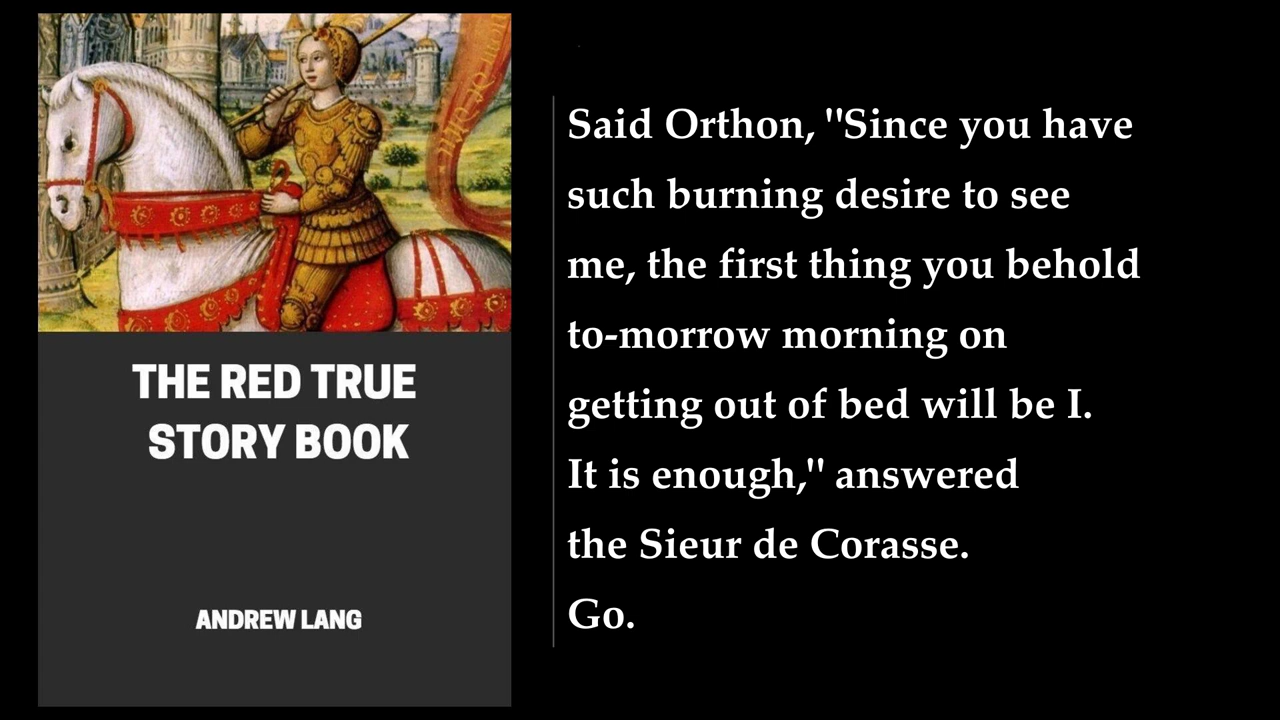 THE RED TRUE
STORY BOOK
ANDREW LANG
Said Orthon, "Since you have
such burning desire to see
me, the first thing you behold
to-morrow morning on
getting out of bed will be I.
It is enough," answered
the Sieur de Corasse.
Go.